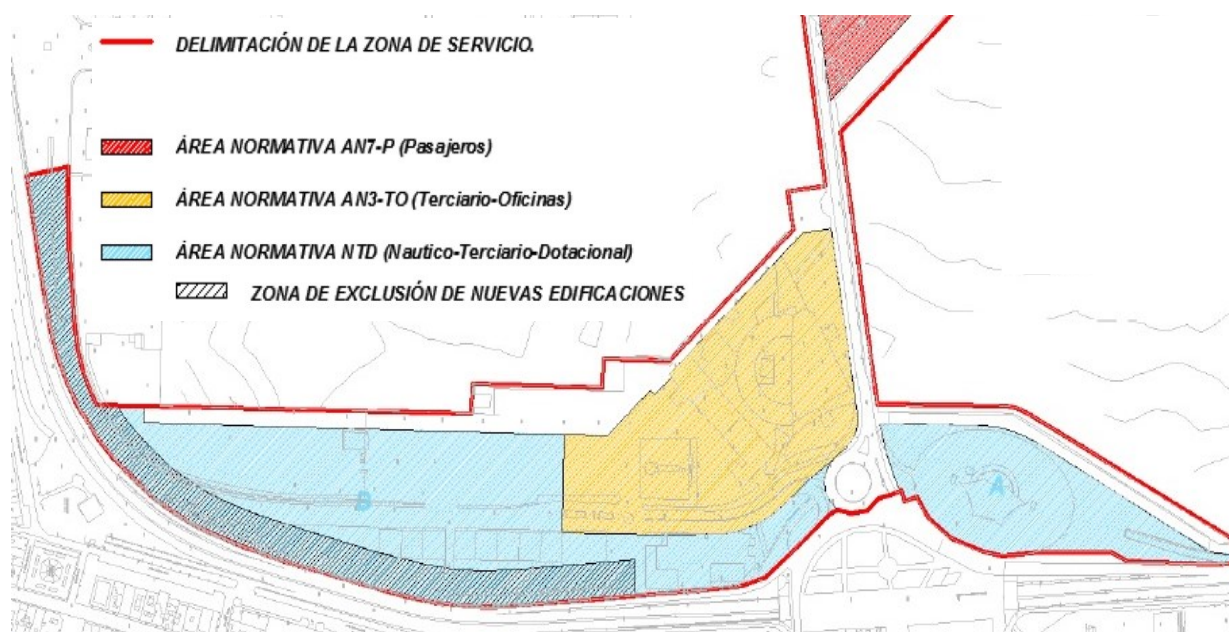 DELIMITACIÓN DE LA ZONA DE SERVICIO.
ÁREA NORMATIVA AN7-P (Pasajeros)
ÁREA NORMATIVA AN3-TO (Terciario-Oficinas)
ÁREA NORMATIVA NTD (Nautico-Terciario-Dotacional)
ZONA DE EXCLUSIÓN DE NUEVAS EDIFICACIONES
B
A